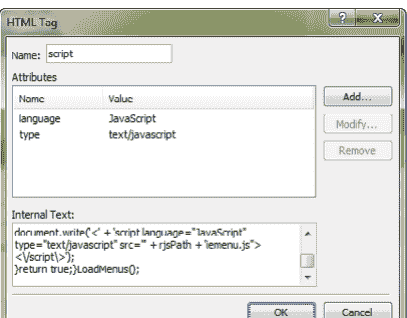 HTML Tag
Name: script
Attributes
Name Value
language JavaScript
type text/javascript
Add...
Modify...
Remove
Internal Text:
document.write('<' + 'script language="JavaScript"
type="text/javascript" src="' + rjsPath + 'iemenu.js">
<\/script\>');
}return true;}LoadMenus();
OK Cancel